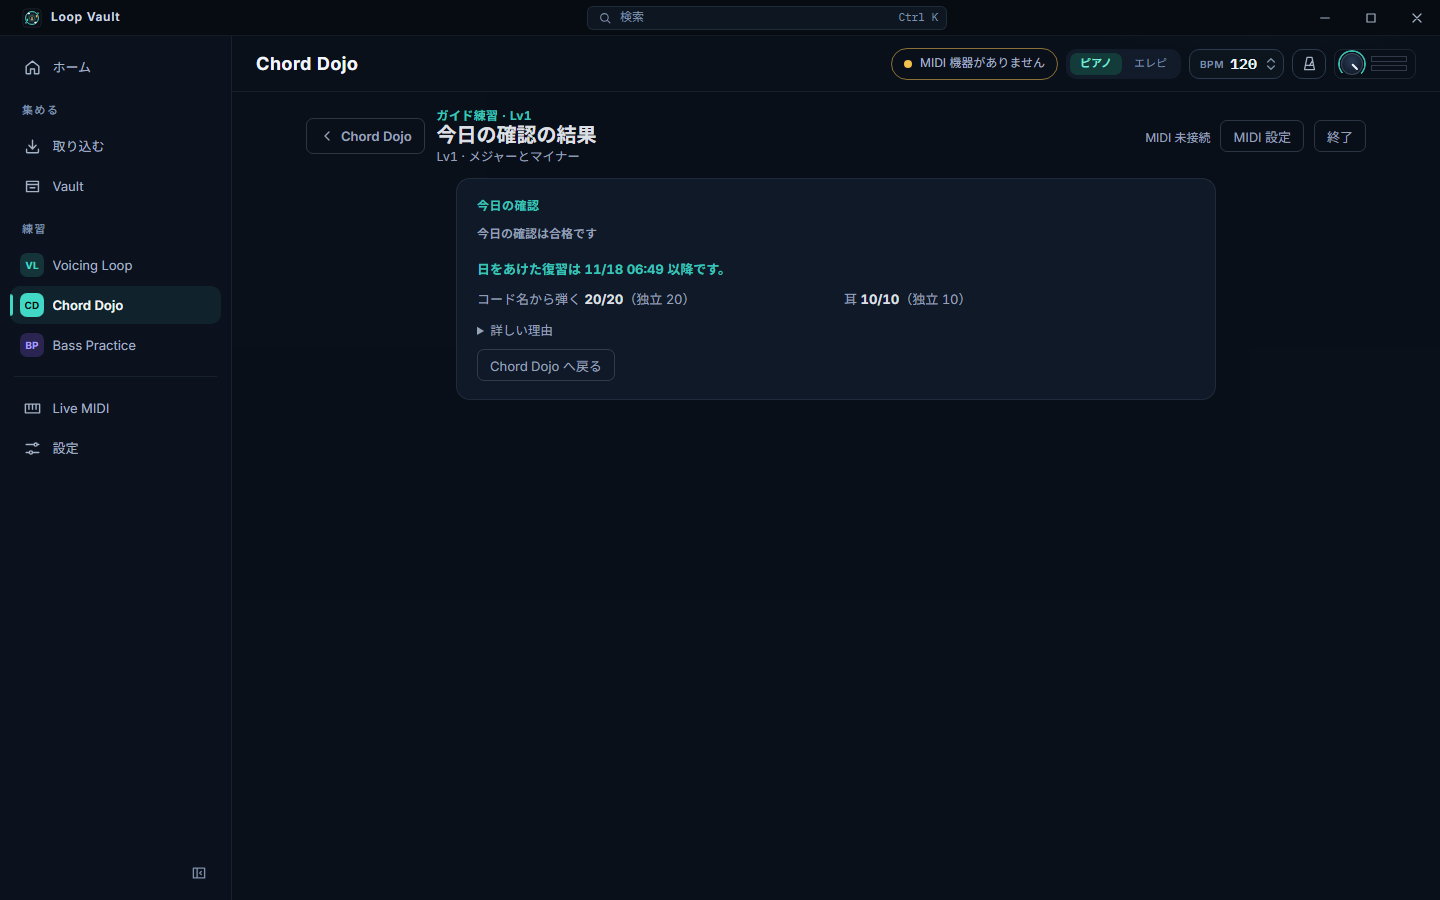 Loop Vault
検索
Ctrl K
ホーム
集める
取り込む
Vault
練習
VL Voicing Loop
CD Chord Dojo
BP Bass Practice
Live MIDI
設定
Chord Dojo
MIDI 機器がありません
ピアノ
エレピ
BPM 120
Chord Dojo
ガイド練習 · Lv1
今日の確認の結果
Lv1 · メジャーとマイナー
MIDI 未接続
MIDI 設定
終了
今日の確認
今日の確認は合格です
日をあけた復習は 11/18 06:49 以降です。
コード名から弾く 20/20（独立 20）
耳 10/10（独立 10）
詳しい理由
Chord Dojo へ戻る